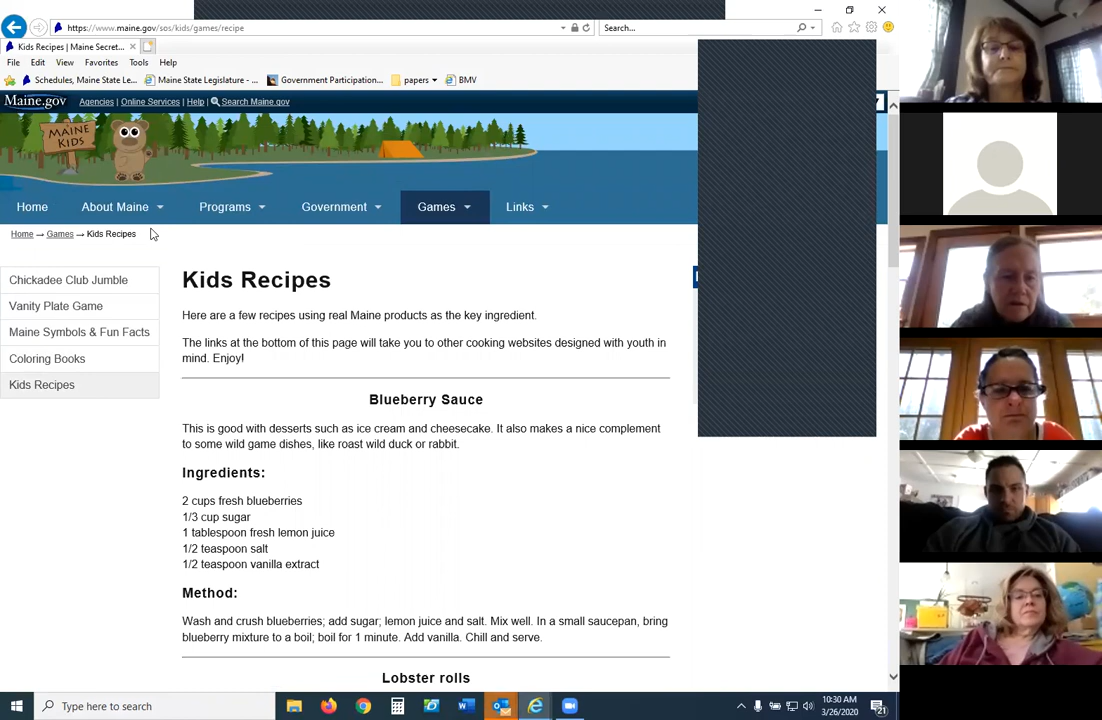 https://www.maine.gov/sos/kids/games/recipe
Search...
Kids Recipes | Maine Secret...
File Edit View Favorites Tools Help
Schedules, Maine State Le... Maine State Legislature - ... Government Participation... papers BMV
Maine.gov Agencies | Online Services | Help | Search Maine.gov
MAINE
KIDS
Home About Maine Programs Government Games Links
Home → Games → Kids Recipes
Chickadee Club Jumble
Vanity Plate Game
Maine Symbols & Fun Facts
Coloring Books
Kids Recipes
Kids Recipes
Here are a few recipes using real Maine products as the key ingredient.
The links at the bottom of this page will take you to other cooking websites designed with youth in
mind. Enjoy!
Blueberry Sauce
This is good with desserts such as ice cream and cheesecake. It also makes a nice complement
to some wild game dishes, like roast wild duck or rabbit.
Ingredients:
2 cups fresh blueberries
1/3 cup sugar
1 tablespoon fresh lemon juice
1/2 teaspoon salt
1/2 teaspoon vanilla extract
Method:
Wash and crush blueberries; add sugar; lemon juice and salt. Mix well. In a small saucepan, bring
blueberry mixture to a boil; boil for 1 minute. Add vanilla. Chill and serve.
Lobster rolls
Type here to search
10:30 AM
3/26/2020
21